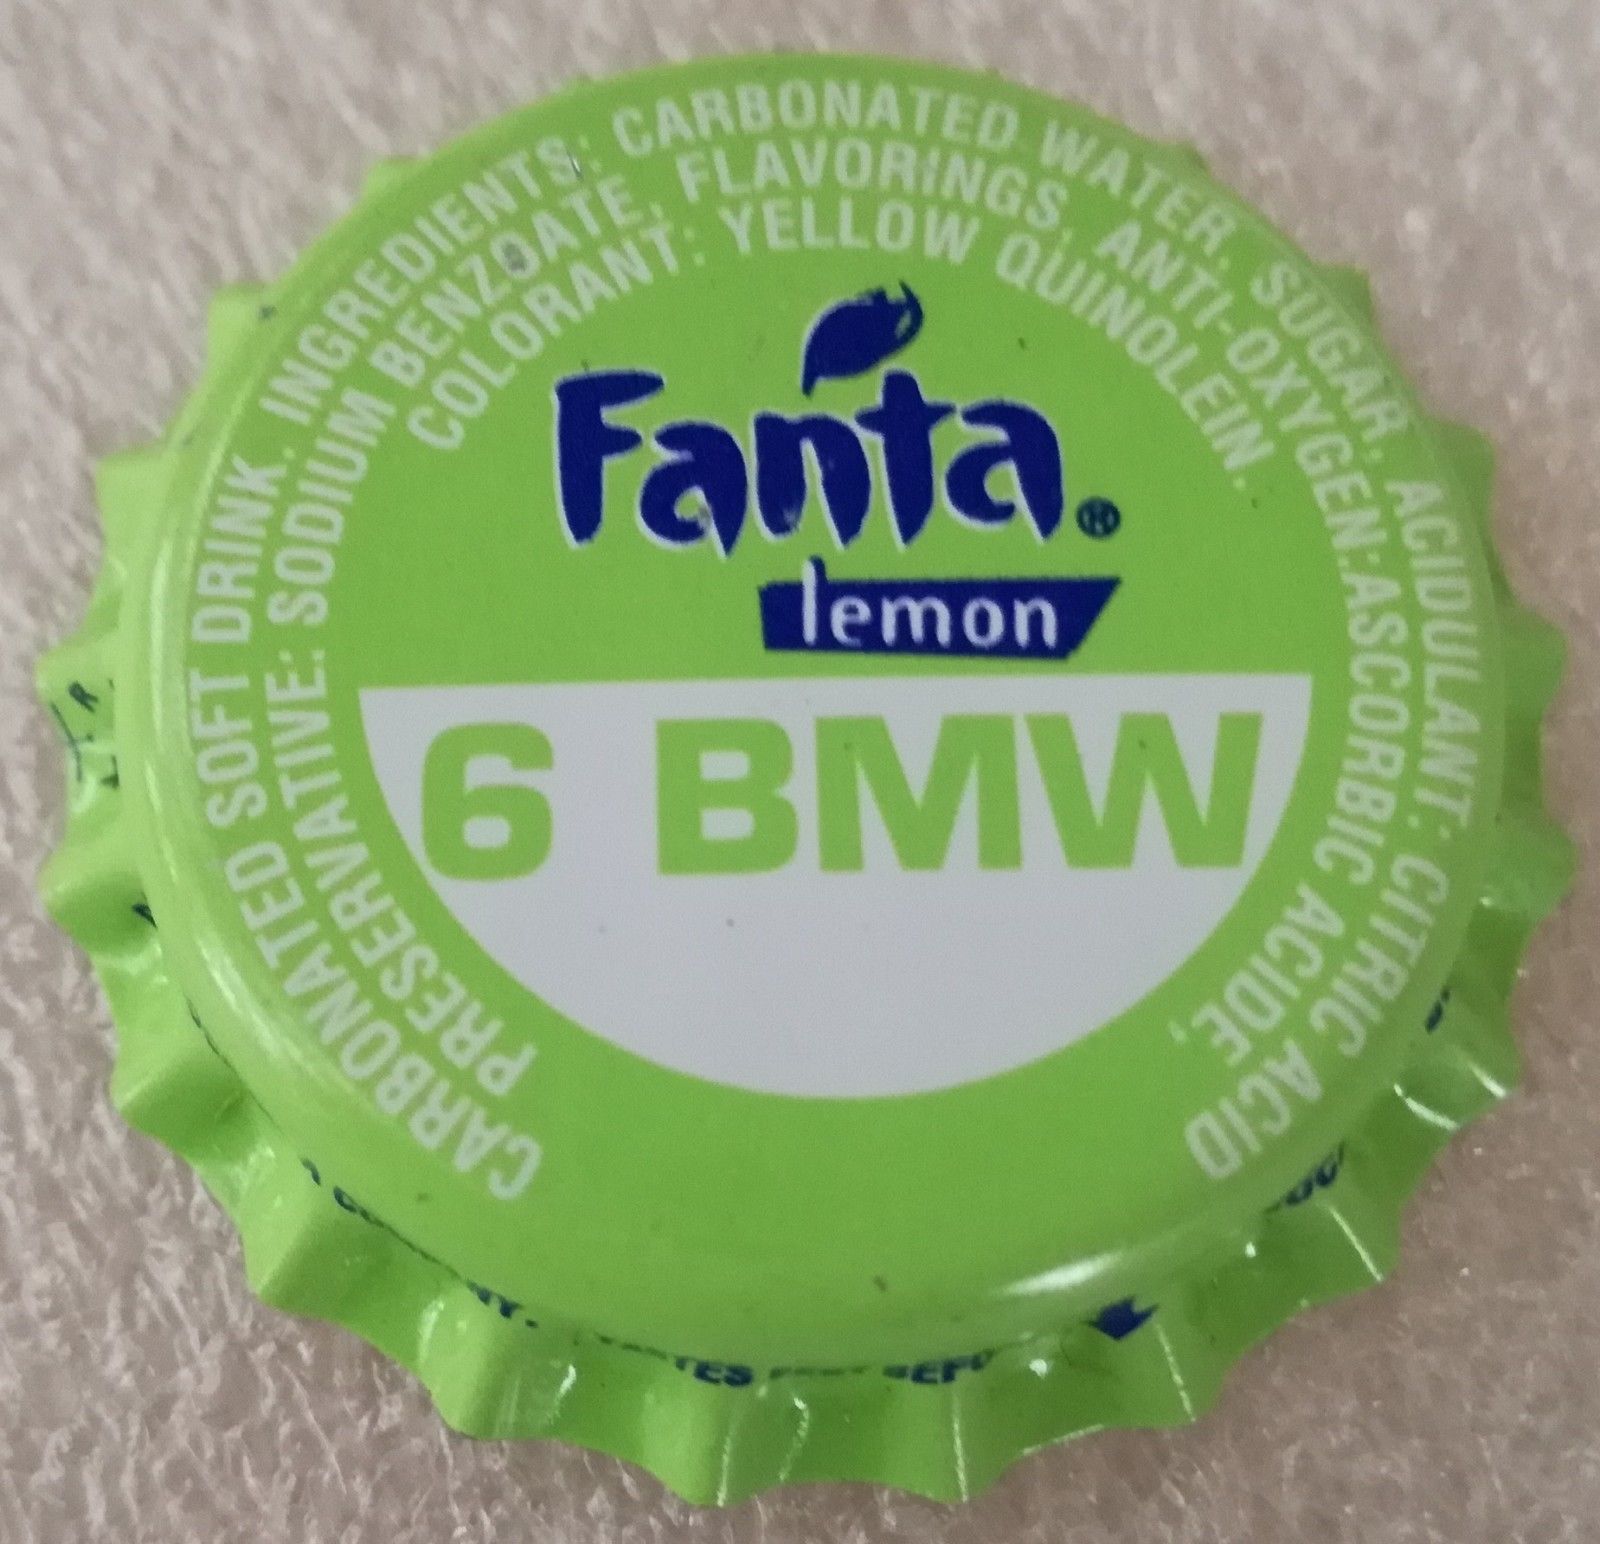 CARBONATED SOFT DRINK. INGREDIENTS: CARBONATED WATER, SUGAR, ACIDULANT: CITRIC ACID
PRESERVATIVE: SODIUM BENZOATE, FLAVORINGS, ANTI-OXYGEN:ASCORBIC ACIDE,
COLORANT: YELLOW QUINOLEIN.
Fanta®
lemon
6 BMW